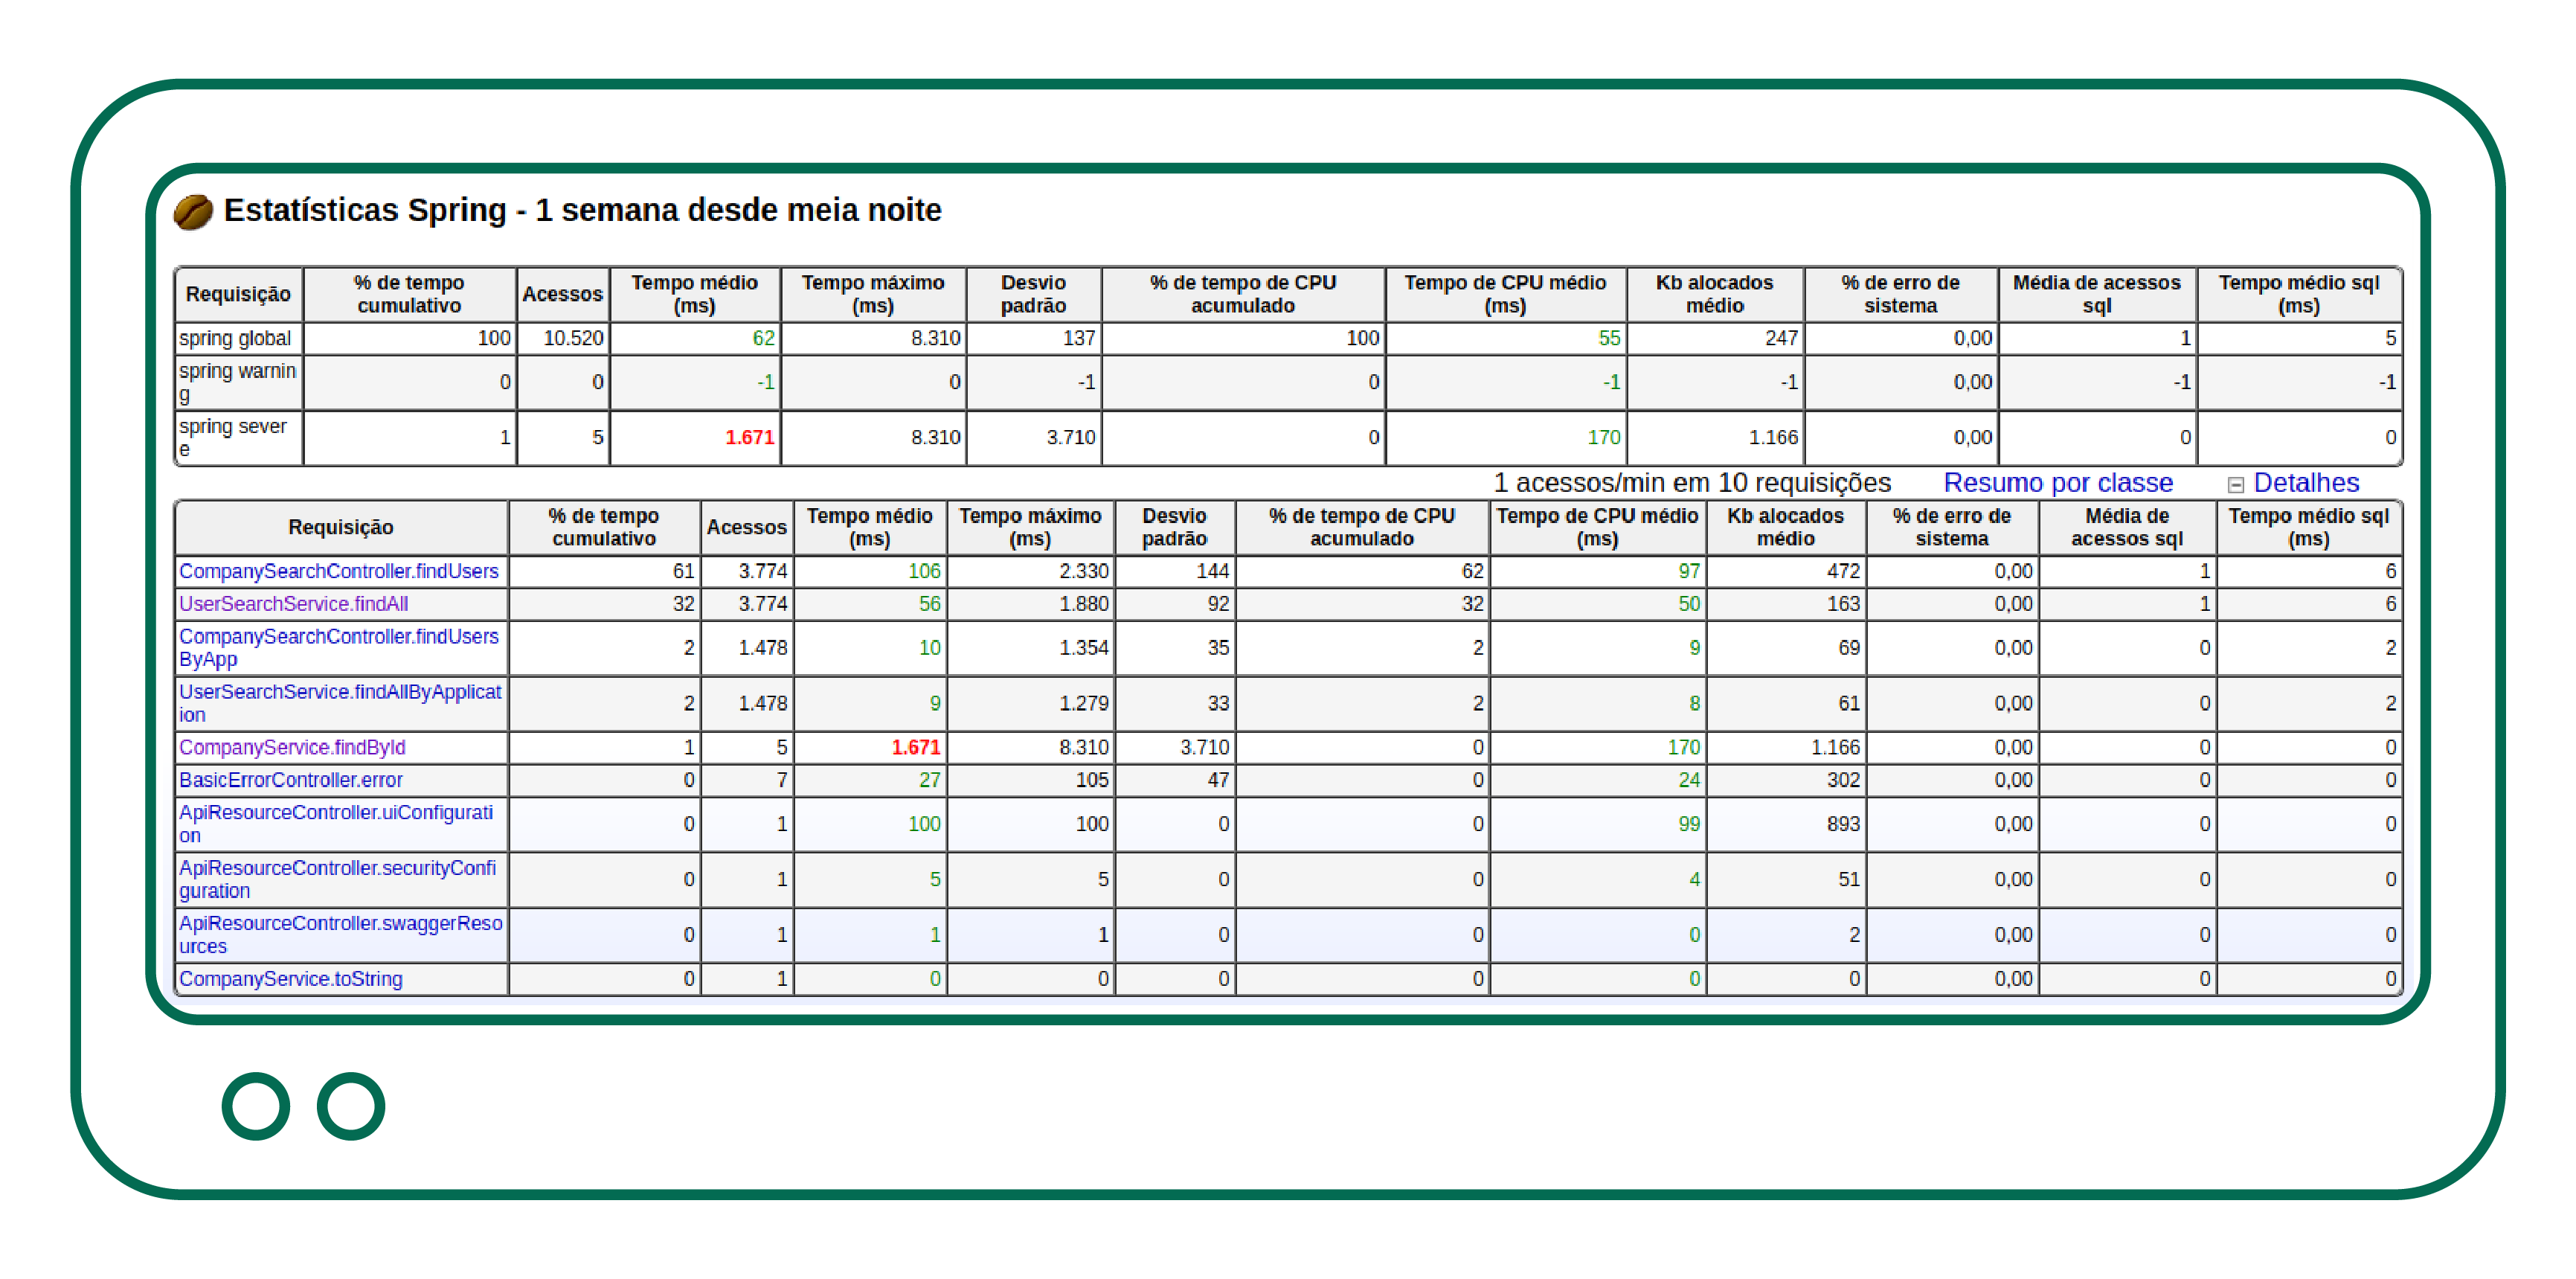 Estatísticas Spring - 1 semana desde meia noite
Requisição % de tempo cumulativo Acessos Tempo médio (ms) Tempo máximo (ms) Desvio padrão % de tempo de CPU acumulado Tempo de CPU médio (ms) Kb alocados médio % de erro de sistema Média de acessos sql Tempo médio sql (ms)
spring global 100 10.520 62 8.310 137 100 55 247 0,00 1 5
spring warning 0 0 -1 0 -1 0 -1 -1 0,00 -1 -1
spring severe 1 5 1.671 8.310 3.710 0 170 1.166 0,00 0 0
1 acessos/min em 10 requisições Resumo por classe Detalhes
Requisição % de tempo cumulativo Acessos Tempo médio (ms) Tempo máximo (ms) Desvio padrão % de tempo de CPU acumulado Tempo de CPU médio (ms) Kb alocados médio % de erro de sistema Média de acessos sql Tempo médio sql (ms)
CompanySearchController.findUsers 61 3.774 106 2.330 144 62 97 472 0,00 1 6
UserSearchService.findAll 32 3.774 56 1.880 92 32 50 163 0,00 1 6
CompanySearchController.findUsersByApp 2 1.478 10 1.354 35 2 9 69 0,00 0 2
UserSearchService.findAllByApplication 2 1.478 9 1.279 33 2 8 61 0,00 0 2
CompanyService.findById 1 5 1.671 8.310 3.710 0 170 1.166 0,00 0 0
BasicErrorController.error 0 7 27 105 47 0 24 302 0,00 0 0
ApiResourceController.uiConfiguration 0 1 100 100 0 0 99 893 0,00 0 0
ApiResourceController.securityConfiguration 0 1 5 5 0 0 4 51 0,00 0 0
ApiResourceController.swaggerResources 0 1 1 1 0 0 0 2 0,00 0 0
CompanyService.toString 0 1 0 0 0 0 0 0 0,00 0 0